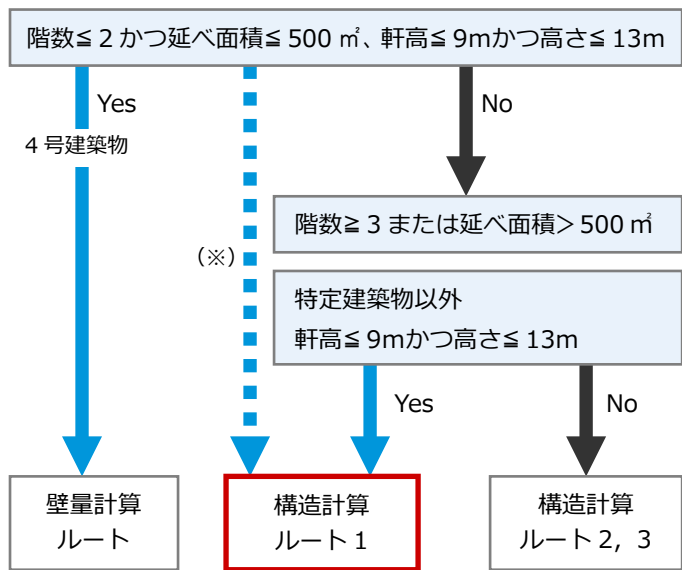 階数≦2かつ延べ面積≦500㎡、軒高≦9mかつ高さ≦13m
Yes
No
4号建築物
階数≧3または延べ面積＞500㎡
（※）
特定建築物以外
軒高≦9mかつ高さ≦13m
Yes
No
壁量計算
ルート
構造計算
ルート1
構造計算
ルート2，3